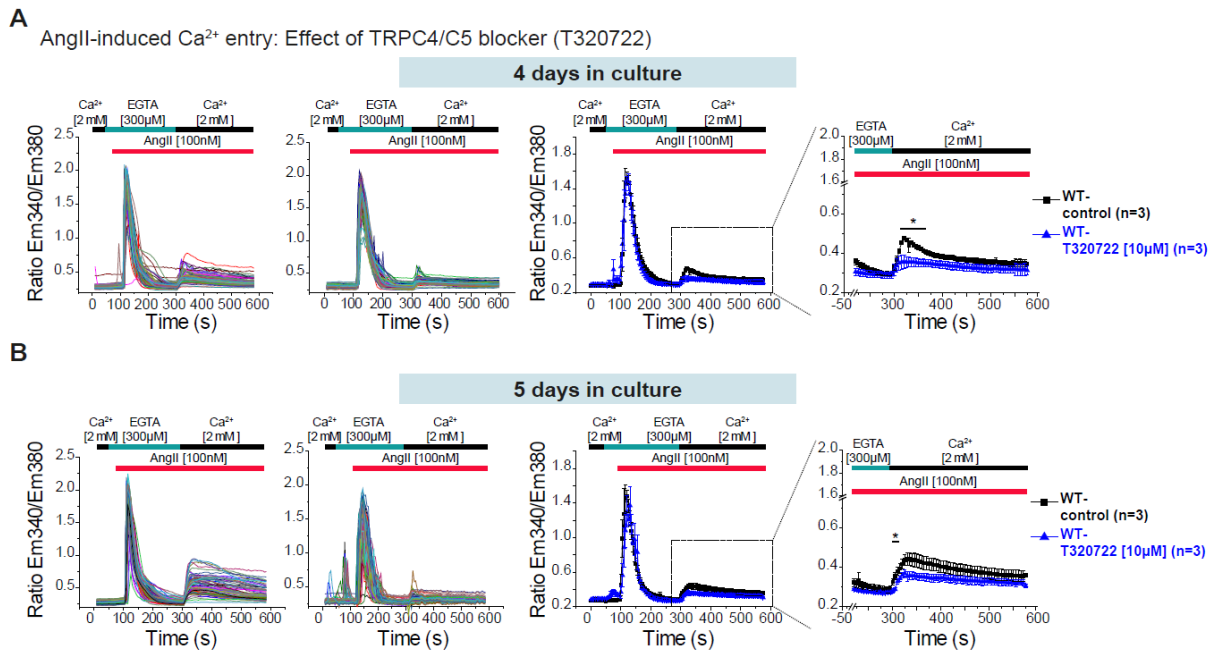 A
AngII-induced Ca²⁺ entry: Effect of TRPC4/C5 blocker (T320722)
4 days in culture
Ca²⁺ EGTA Ca²⁺
[2 mM] [300µM] [2 mM]
AngII [100nM]
Ratio Em340/Em380
2.5
2.0
1.5
1.0
0.5
0 100 200 300 400 500 600
Time (s)
Ca²⁺ EGTA Ca²⁺
[2 mM] [300µM] [2 mM]
AngII [100nM]
2.5
2.0
1.5
1.0
0.5
0 100 200 300 400 500 600
Time (s)
Ca²⁺ EGTA Ca²⁺
[2 mM] [300µM] [2 mM]
AngII [100nM]
Ratio Em340/Em380
1.8
1.4
1.0
0.6
0.2
0 100 200 300 400 500 600
Time (s)
EGTA Ca²⁺
[300µM] [2 mM]
AngII [100nM]
2.0
1.8
1.6
0.6
0.4
0.2
*
-50 300 400 500 600
Time (s)
WT-
control (n=3)
WT-
T320722 [10µM] (n=3)
B
5 days in culture
Ca²⁺ EGTA Ca²⁺
[2 mM] [300µM] [2 mM]
AngII [100nM]
Ratio Em340/Em380
2.5
2.0
1.5
1.0
0.5
0 100 200 300 400 500 600
Time (s)
Ca²⁺ EGTA Ca²⁺
[2 mM] [300µM] [2 mM]
AngII [100nM]
2.5
2.0
1.5
1.0
0.5
0 100 200 300 400 500 600
Time (s)
Ca²⁺ EGTA Ca²⁺
[2 mM] [300µM] [2 mM]
AngII [100nM]
Ratio Em340/Em380
1.8
1.4
1.0
0.6
0.2
0 100 200 300 400 500 600
Time (s)
EGTA Ca²⁺
[300µM] [2 mM]
AngII [100nM]
2.0
1.8
1.6
0.6
0.4
0.2
*
-50 300 400 500 600
Time (s)
WT-
control (n=3)
WT-
T320722 [10µM] (n=3)